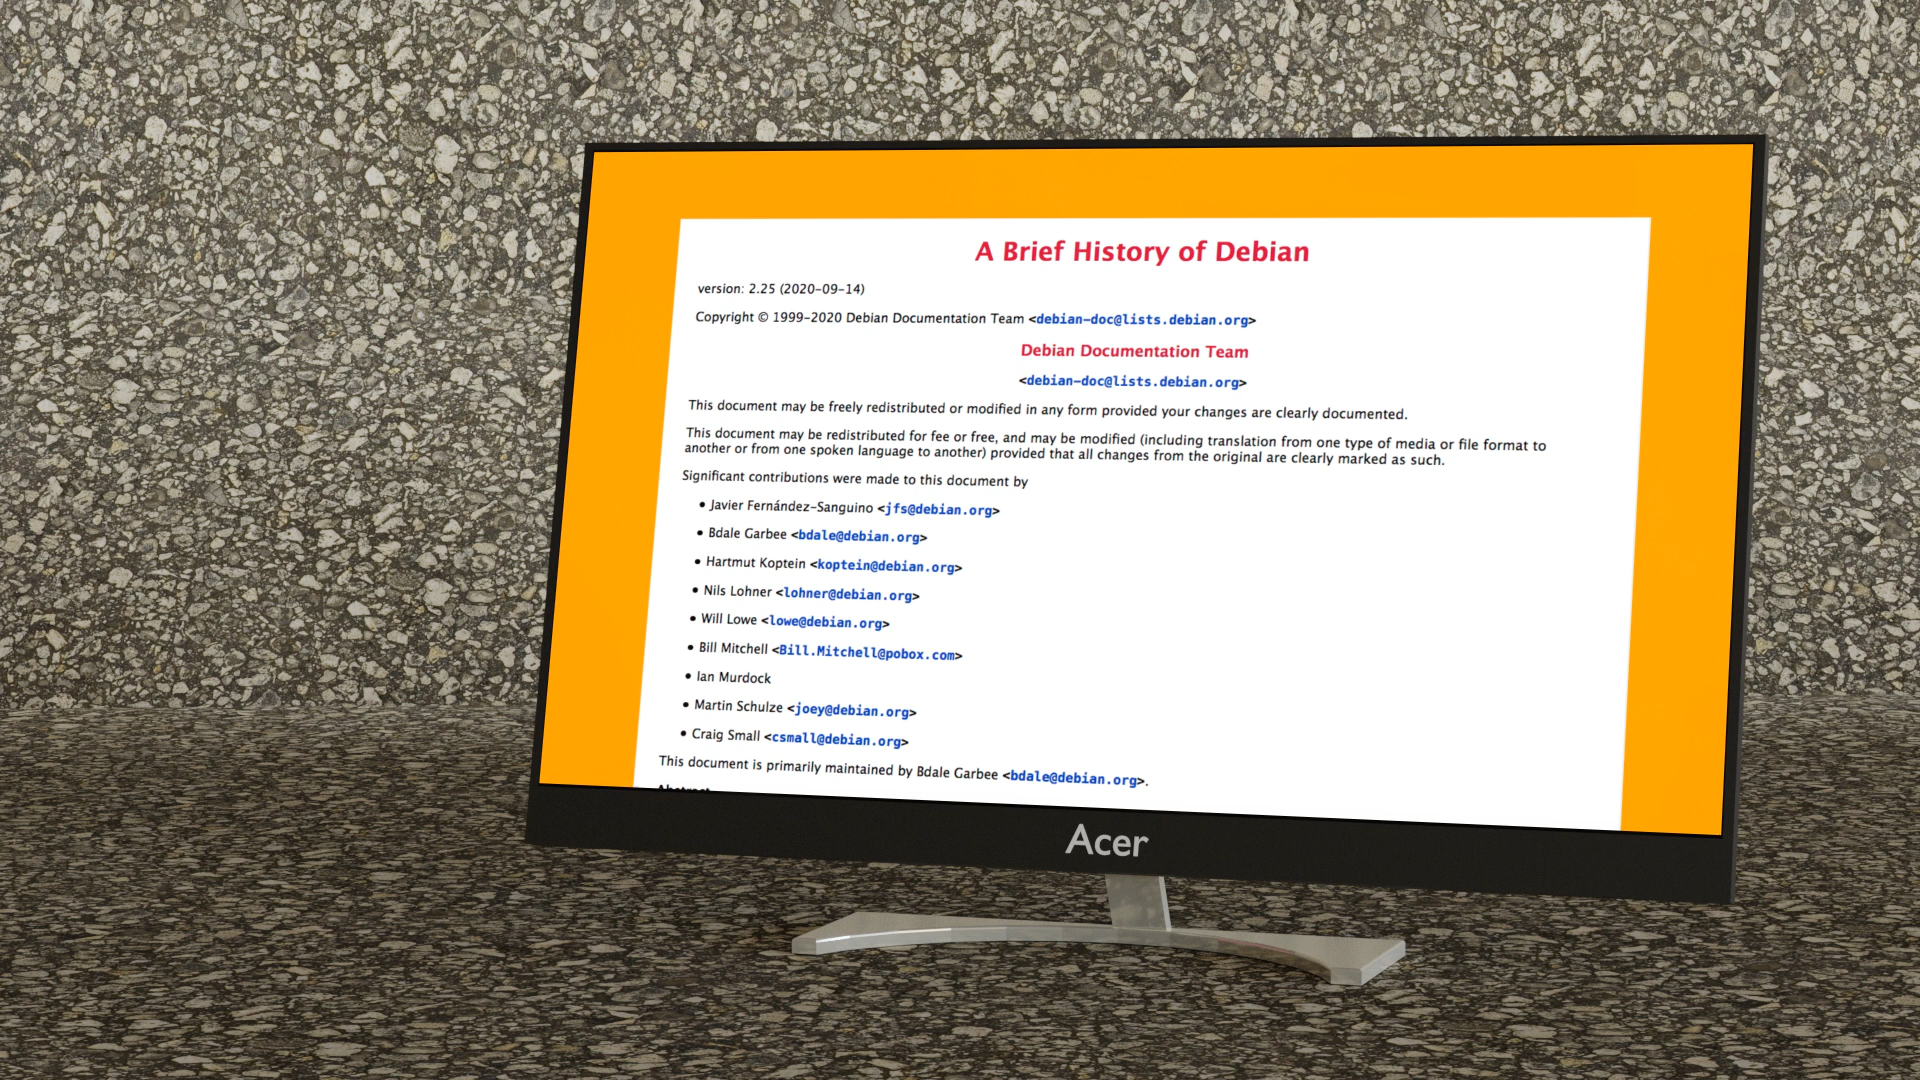 A Brief History of Debian
version: 2.25 (2020-09-14)
Copyright © 1999-2020 Debian Documentation Team <debian-doc@lists.debian.org>
Debian Documentation Team
<debian-doc@lists.debian.org>
This document may be freely redistributed or modified in any form provided your changes are clearly documented.
This document may be redistributed for fee or free, and may be modified (including translation from one type of media or file format to
another or from one spoken language to another) provided that all changes from the original are clearly marked as such.
Significant contributions were made to this document by
• Javier Fernández-Sanguino <jfs@debian.org>
• Bdale Garbee <bdale@debian.org>
• Hartmut Koptein <koptein@debian.org>
• Nils Lohner <lohner@debian.org>
• Will Lowe <lowe@debian.org>
• Bill Mitchell <Bill.Mitchell@pobox.com>
• Ian Murdock
• Martin Schulze <joey@debian.org>
• Craig Small <csmall@debian.org>
This document is primarily maintained by Bdale Garbee <bdale@debian.org>.
Abstract
Acer